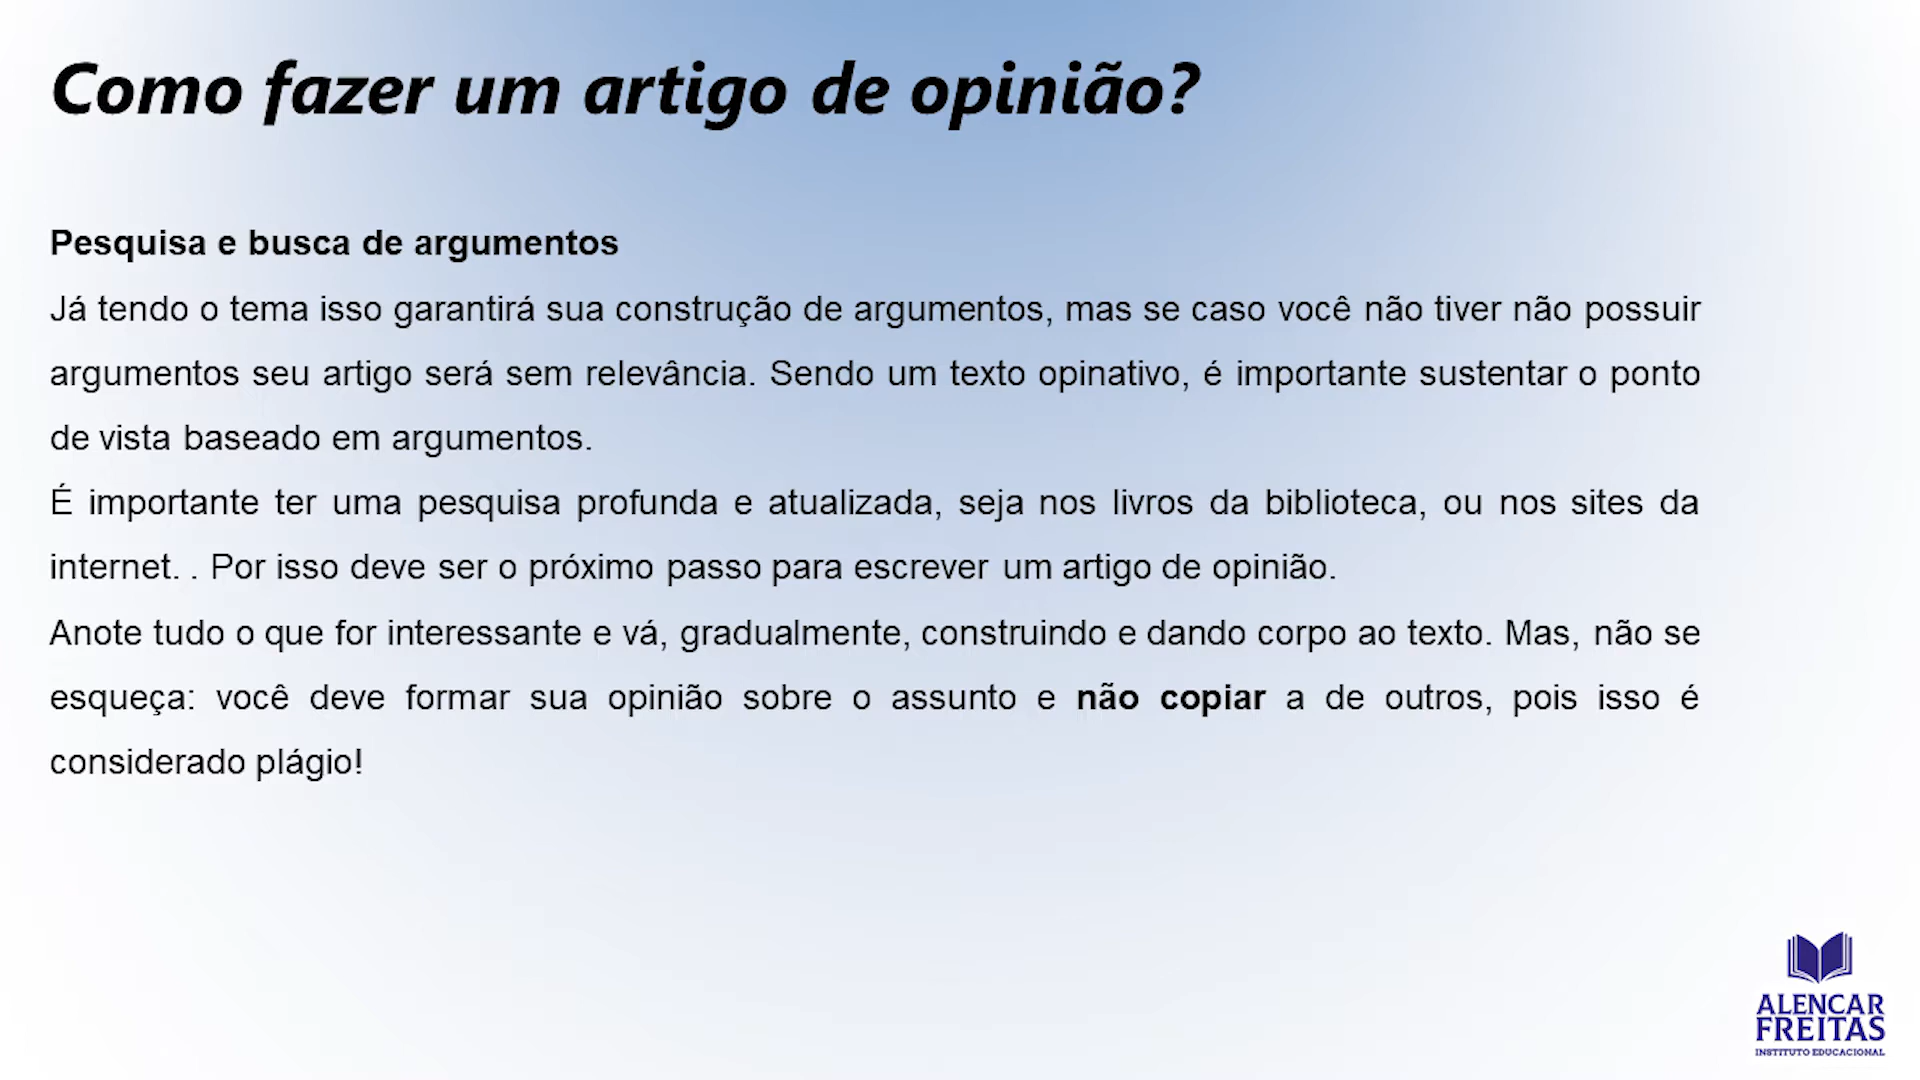 Como fazer um artigo de opinião?
Pesquisa e busca de argumentos
Já tendo o tema isso garantirá sua construção de argumentos, mas se caso você não tiver não possuir
argumentos seu artigo será sem relevância. Sendo um texto opinativo, é importante sustentar o ponto
de vista baseado em argumentos.
É importante ter uma pesquisa profunda e atualizada, seja nos livros da biblioteca, ou nos sites da
internet. . Por isso deve ser o próximo passo para escrever um artigo de opinião.
Anote tudo o que for interessante e vá, gradualmente, construindo e dando corpo ao texto. Mas, não se
esqueça: você deve formar sua opinião sobre o assunto e não copiar a de outros, pois isso é
considerado plágio!
ALENCAR
FREITAS
INSTITUTO EDUCACIONAL